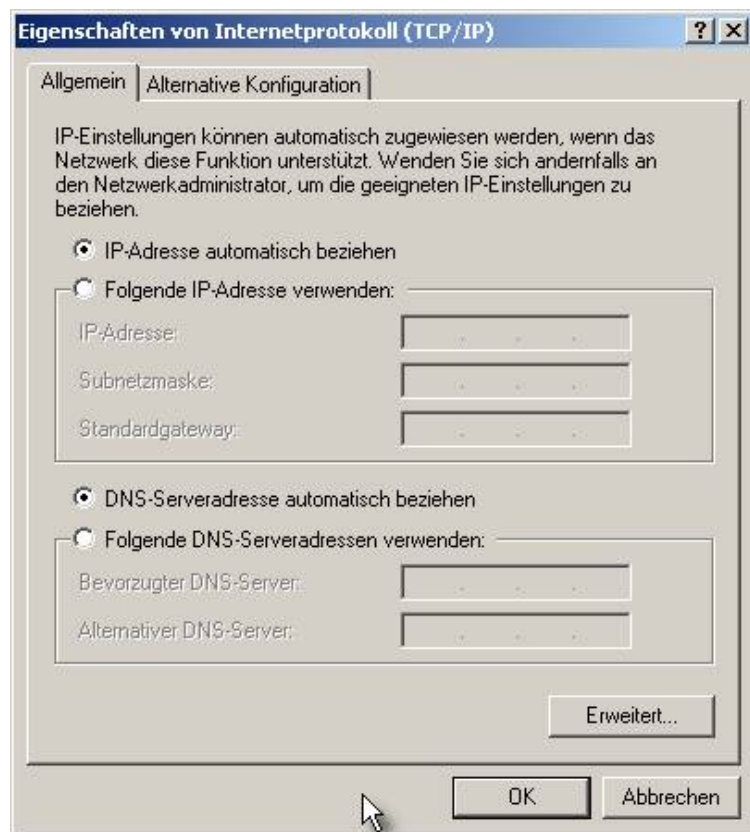 Eigenschaften von Internetprotokoll (TCP/IP)
Allgemein
Alternative Konfiguration
IP-Einstellungen können automatisch zugewiesen werden, wenn das
Netzwerk diese Funktion unterstützt. Wenden Sie sich andernfalls an
den Netzwerkadministrator, um die geeigneten IP-Einstellungen zu
beziehen.
IP-Adresse automatisch beziehen
Folgende IP-Adresse verwenden:
IP-Adresse:
Subnetzmaske:
Standardgateway:
DNS-Serveradresse automatisch beziehen
Folgende DNS-Serveradressen verwenden:
Bevorzugter DNS-Server:
Alternativer DNS-Server:
Erweitert...
OK
Abbrechen